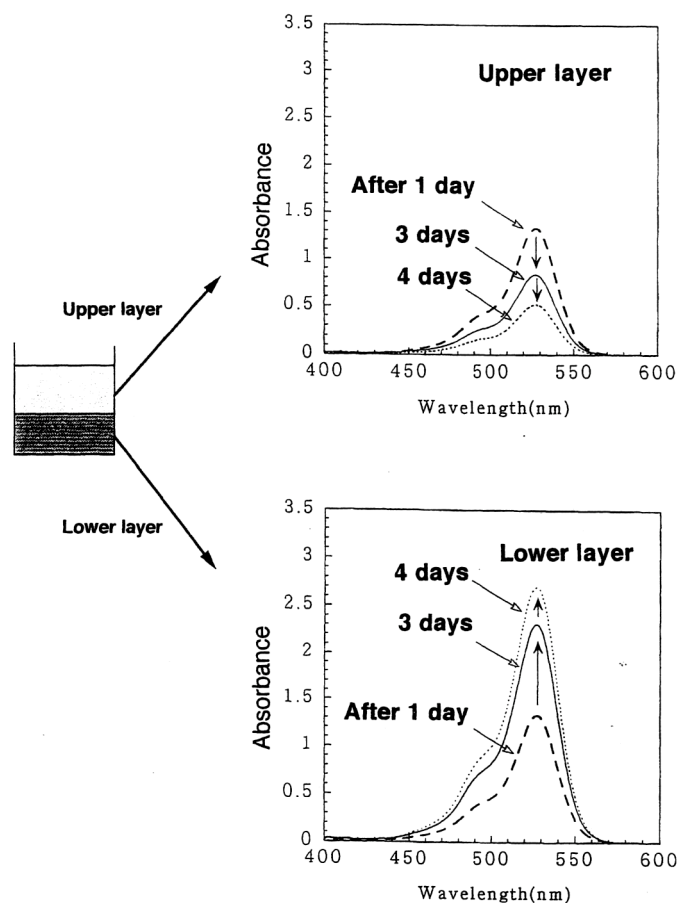 3.5
3
2.5
2
1.5
1
0.5
0
Absorbance
Upper layer
After 1 day
3 days
4 days
400 450 500 550 600
Wavelength(nm)
Upper layer
Lower layer
3.5
3
2.5
2
1.5
1
0.5
0
Absorbance
Lower layer
4 days
3 days
After 1 day
400 450 500 550 600
Wavelength(nm)